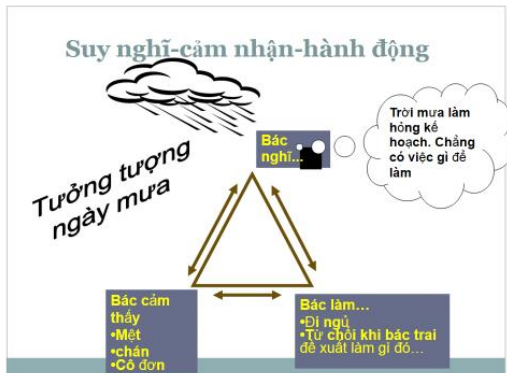 Suy nghĩ-cảm nhận-hành động
Tưởng tượng
ngày mưa
Bác
nghĩ...
Trời mưa làm
hỏng kế
hoạch. Chẳng
có việc gì để
làm
Bác cảm
thấy
•Mệt
•chán
•Cô đơn
Bác làm…
•Đi ngủ
•Từ chối khi bác trai
đề xuất làm gì đó…